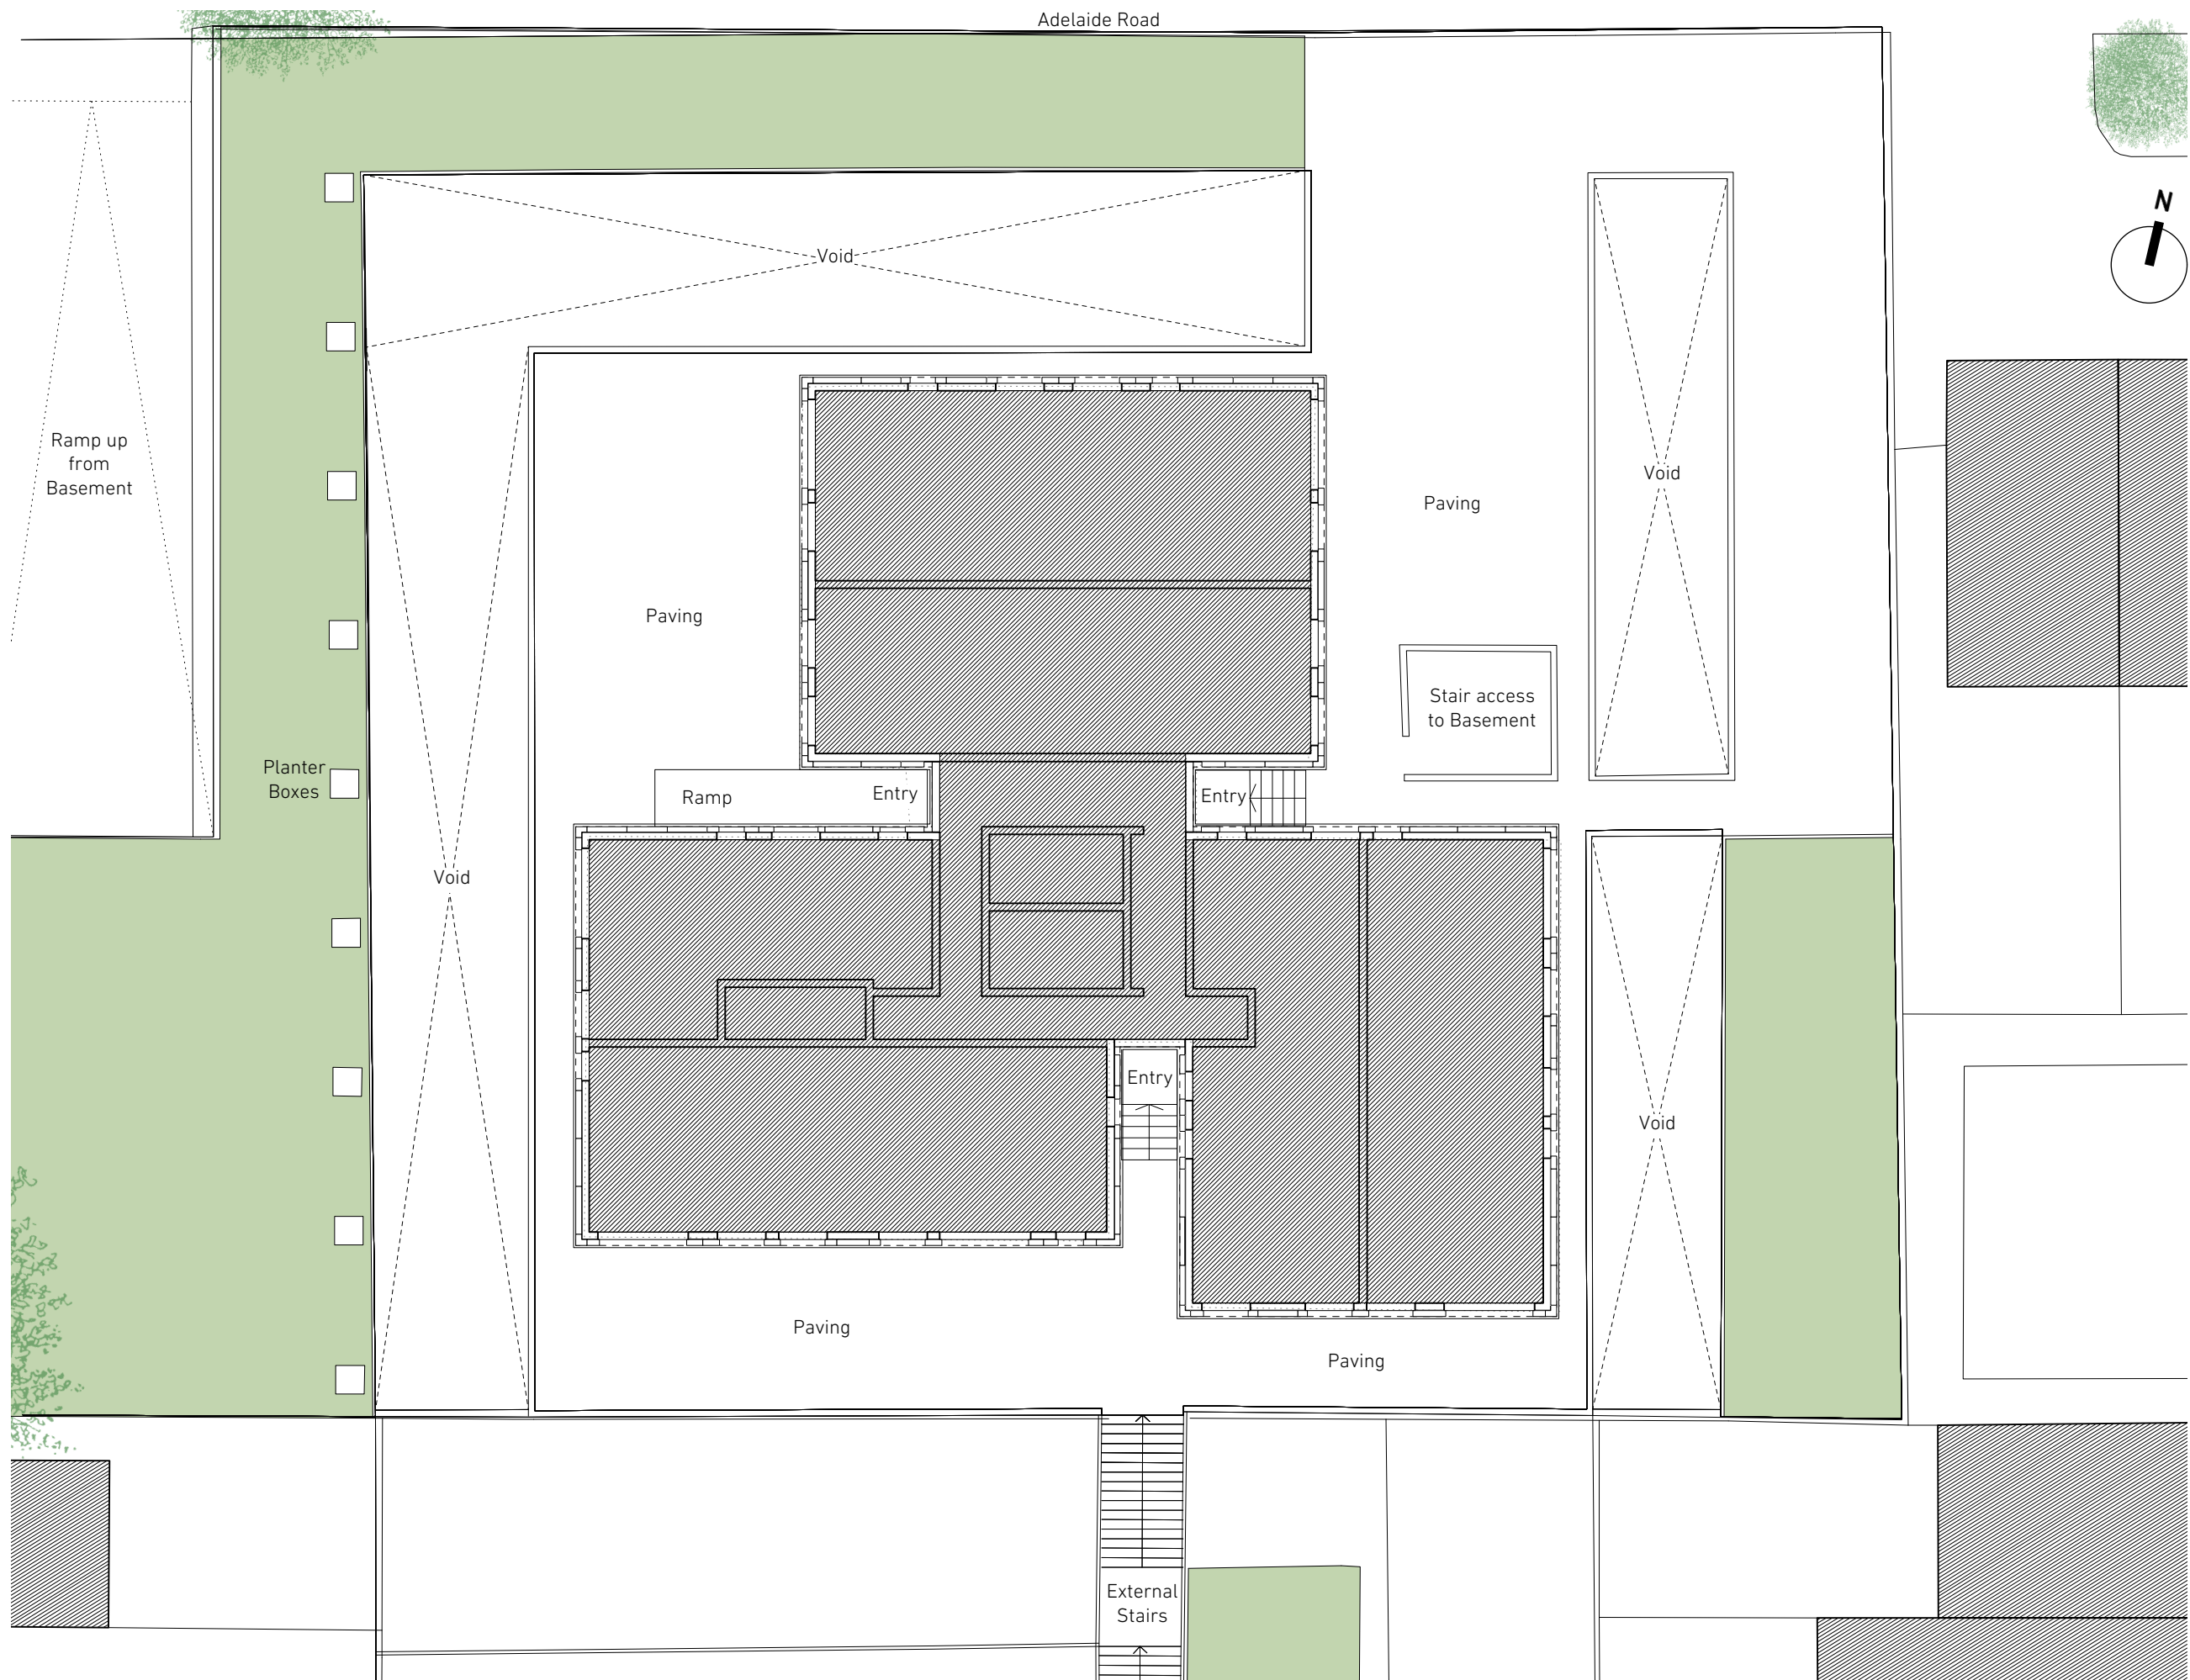 Adelaide Road
N
Void
Ramp up
from
Basement
Void
Paving
Paving
Stair access
to Basement
Planter
Boxes
Ramp
Entry
Entry
Void
Entry
Void
Paving
Paving
External
Stairs